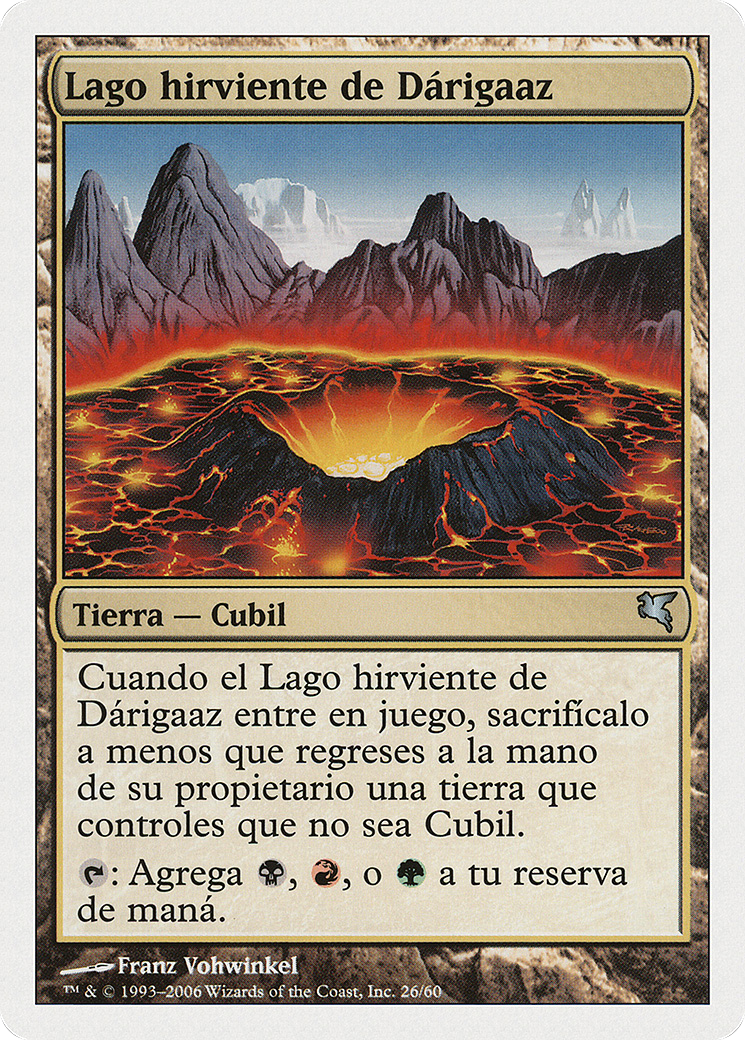 Lago hirviente de Dárigaaz
Tierra — Cubil
Cuando el Lago hirviente de
Dárigaaz entre en juego, sacrifícalo
a menos que regreses a la mano
de su propietario una tierra que
controles que no sea Cubil.
: Agrega , , o a tu reserva
de maná.
Franz Vohwinkel
™ & © 1993–2006 Wizards of the Coast, Inc. 26/60